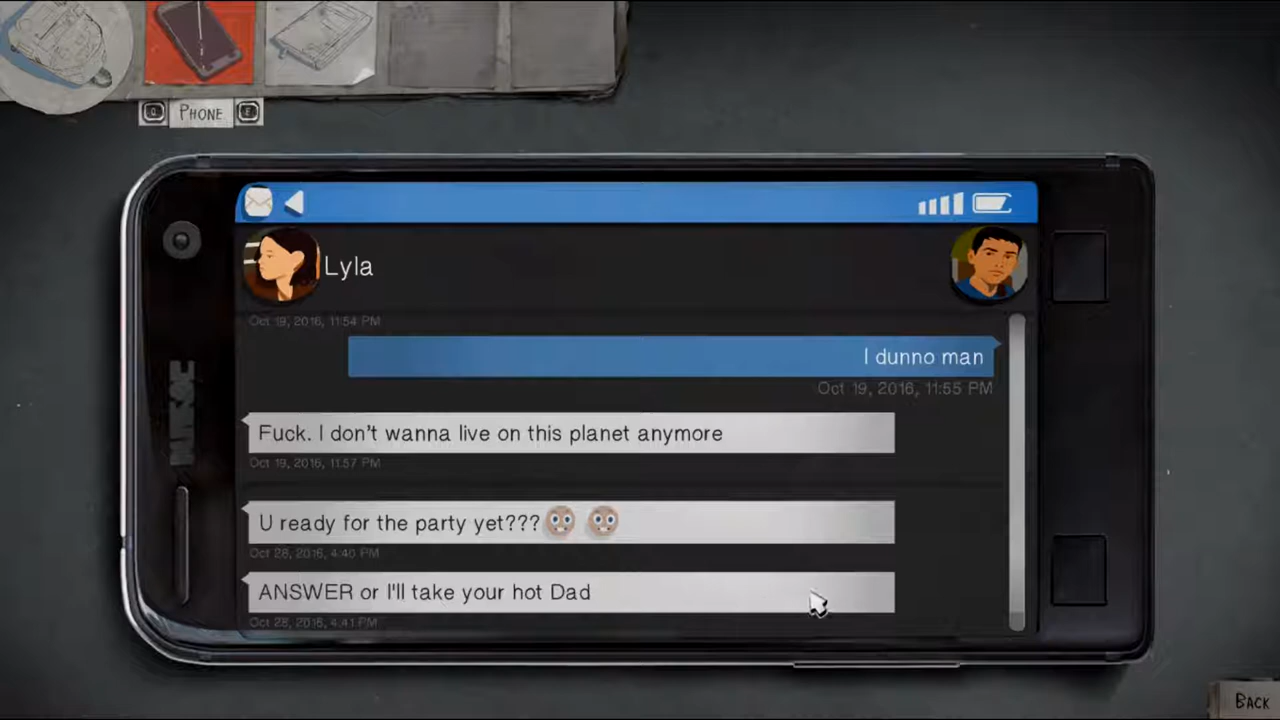 PHONE
Lyla
Oct 19, 2016, 11:54 PM
I dunno man
Oct 19, 2016, 11:55 PM
Fuck. I don't wanna live on this planet anymore
Oct 19, 2016, 11:57 PM
U ready for the party yet???
Oct 28, 2016, 4:40 PM
ANSWER or I'll take your hot Dad
Oct 28, 2016, 4:41 PM
BACK